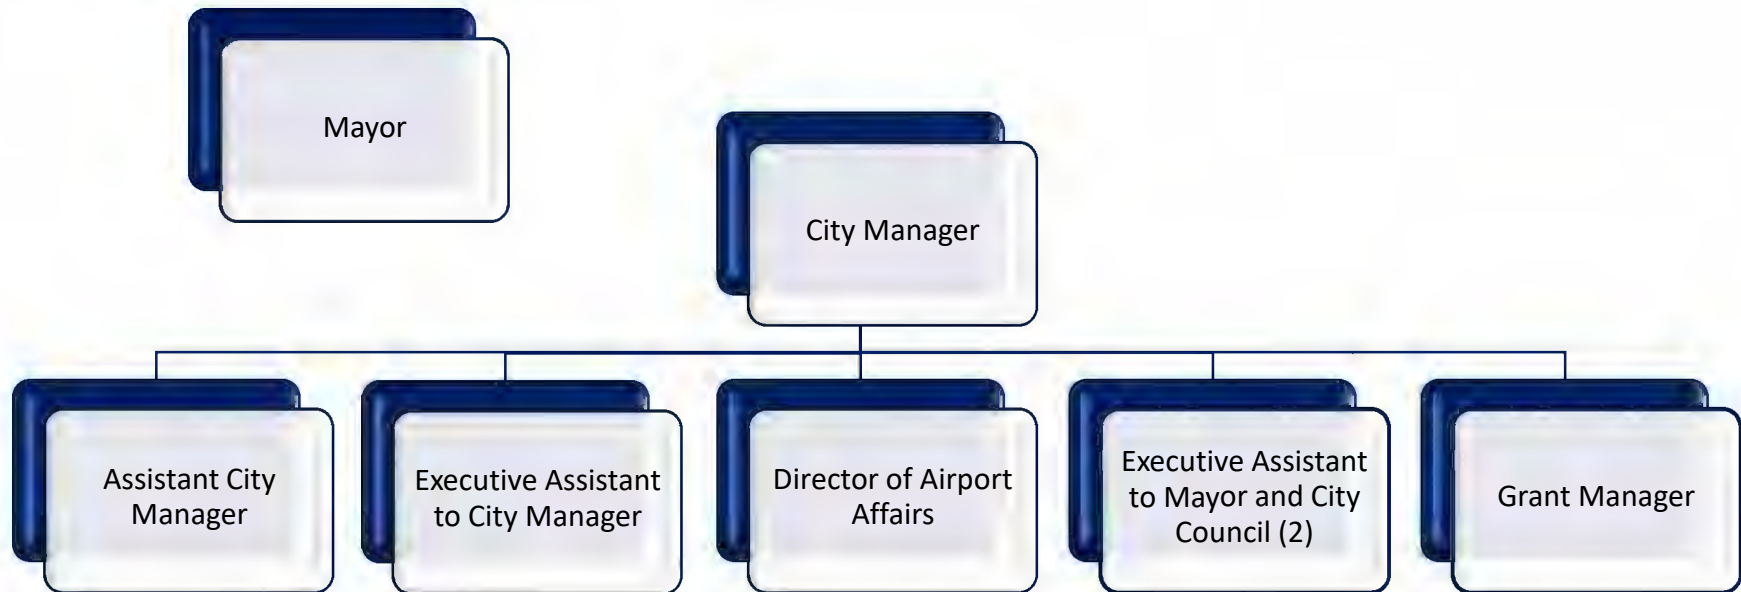 Mayor
City Manager
Assistant City
Manager
Executive Assistant
to City Manager
Director of Airport
Affairs
Executive Assistant
to Mayor and City
Council (2)
Grant Manager